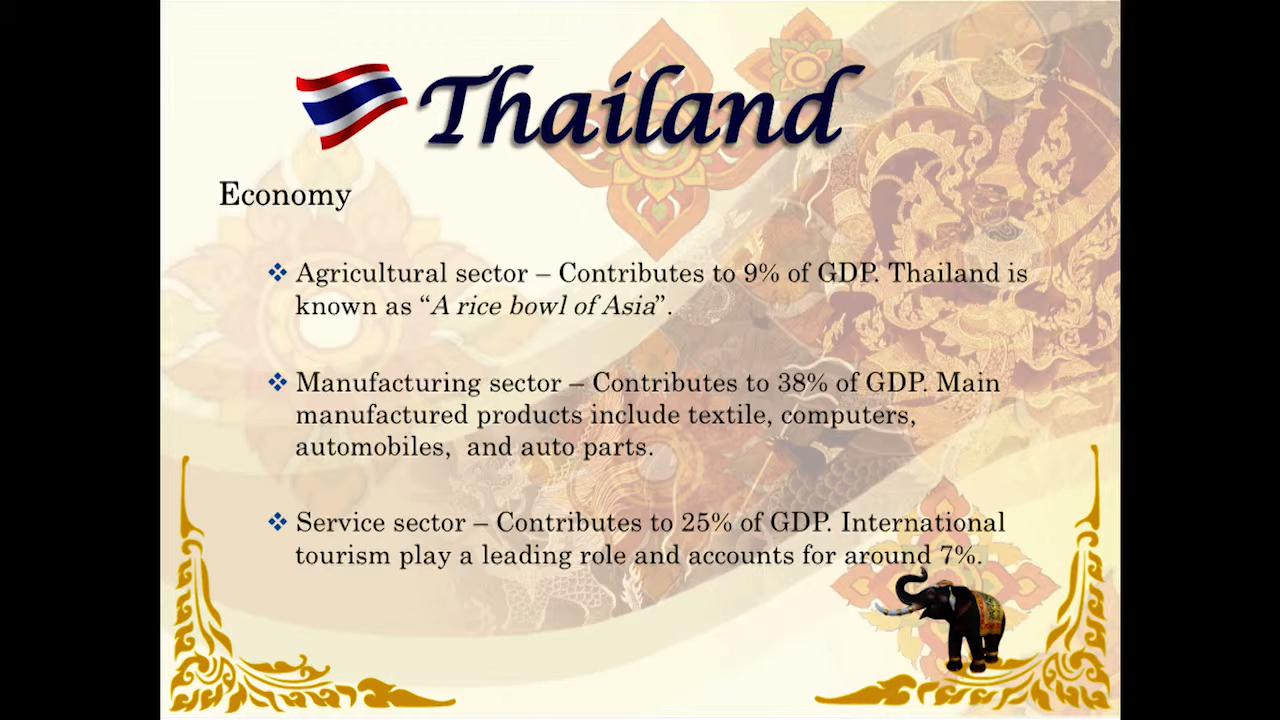 Thailand
Economy
❖ Agricultural sector – Contributes to 9% of GDP. Thailand is
known as “A rice bowl of Asia”.
❖ Manufacturing sector – Contributes to 38% of GDP. Main
manufactured products include textile, computers,
automobiles,  and auto parts.
❖ Service sector – Contributes to 25% of GDP. International
tourism play a leading role and accounts for around 7%.